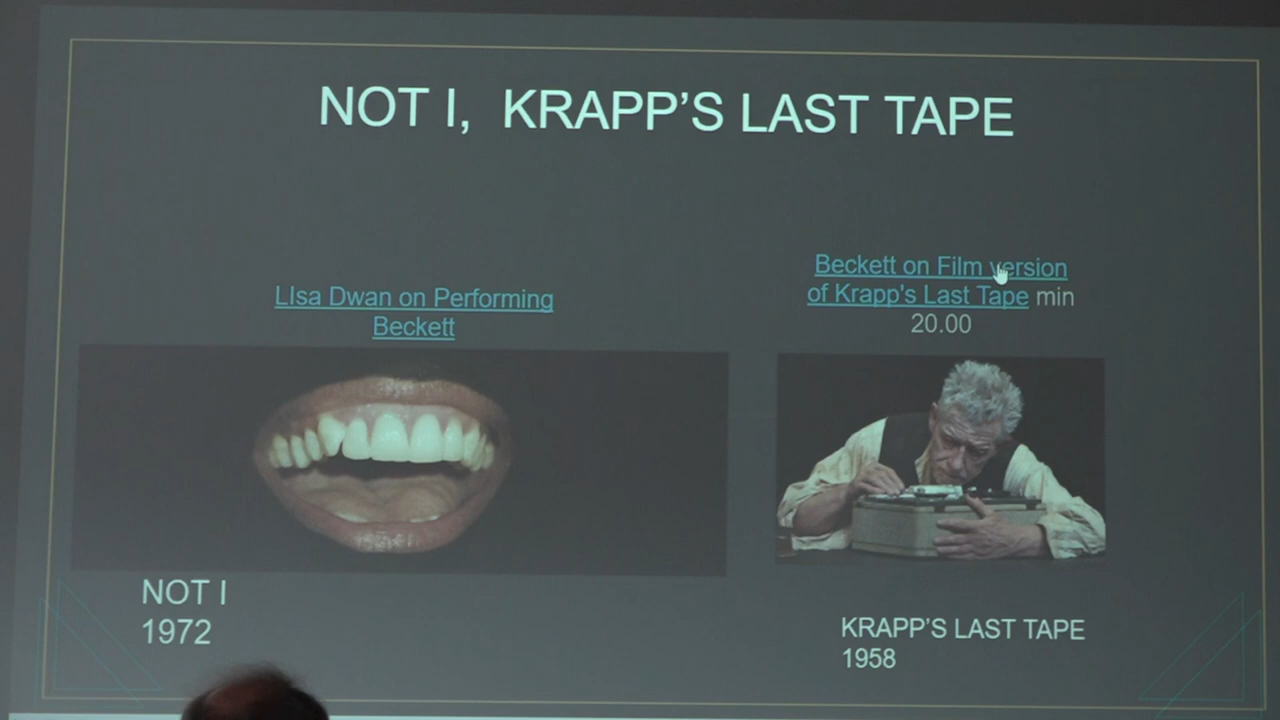 NOT I, KRAPP'S LAST TAPE
LIsa Dwan on Performing
Beckett
Beckett on Film version
of Krapp's Last Tape min
20.00
NOT I
1972
KRAPP'S LAST TAPE
1958